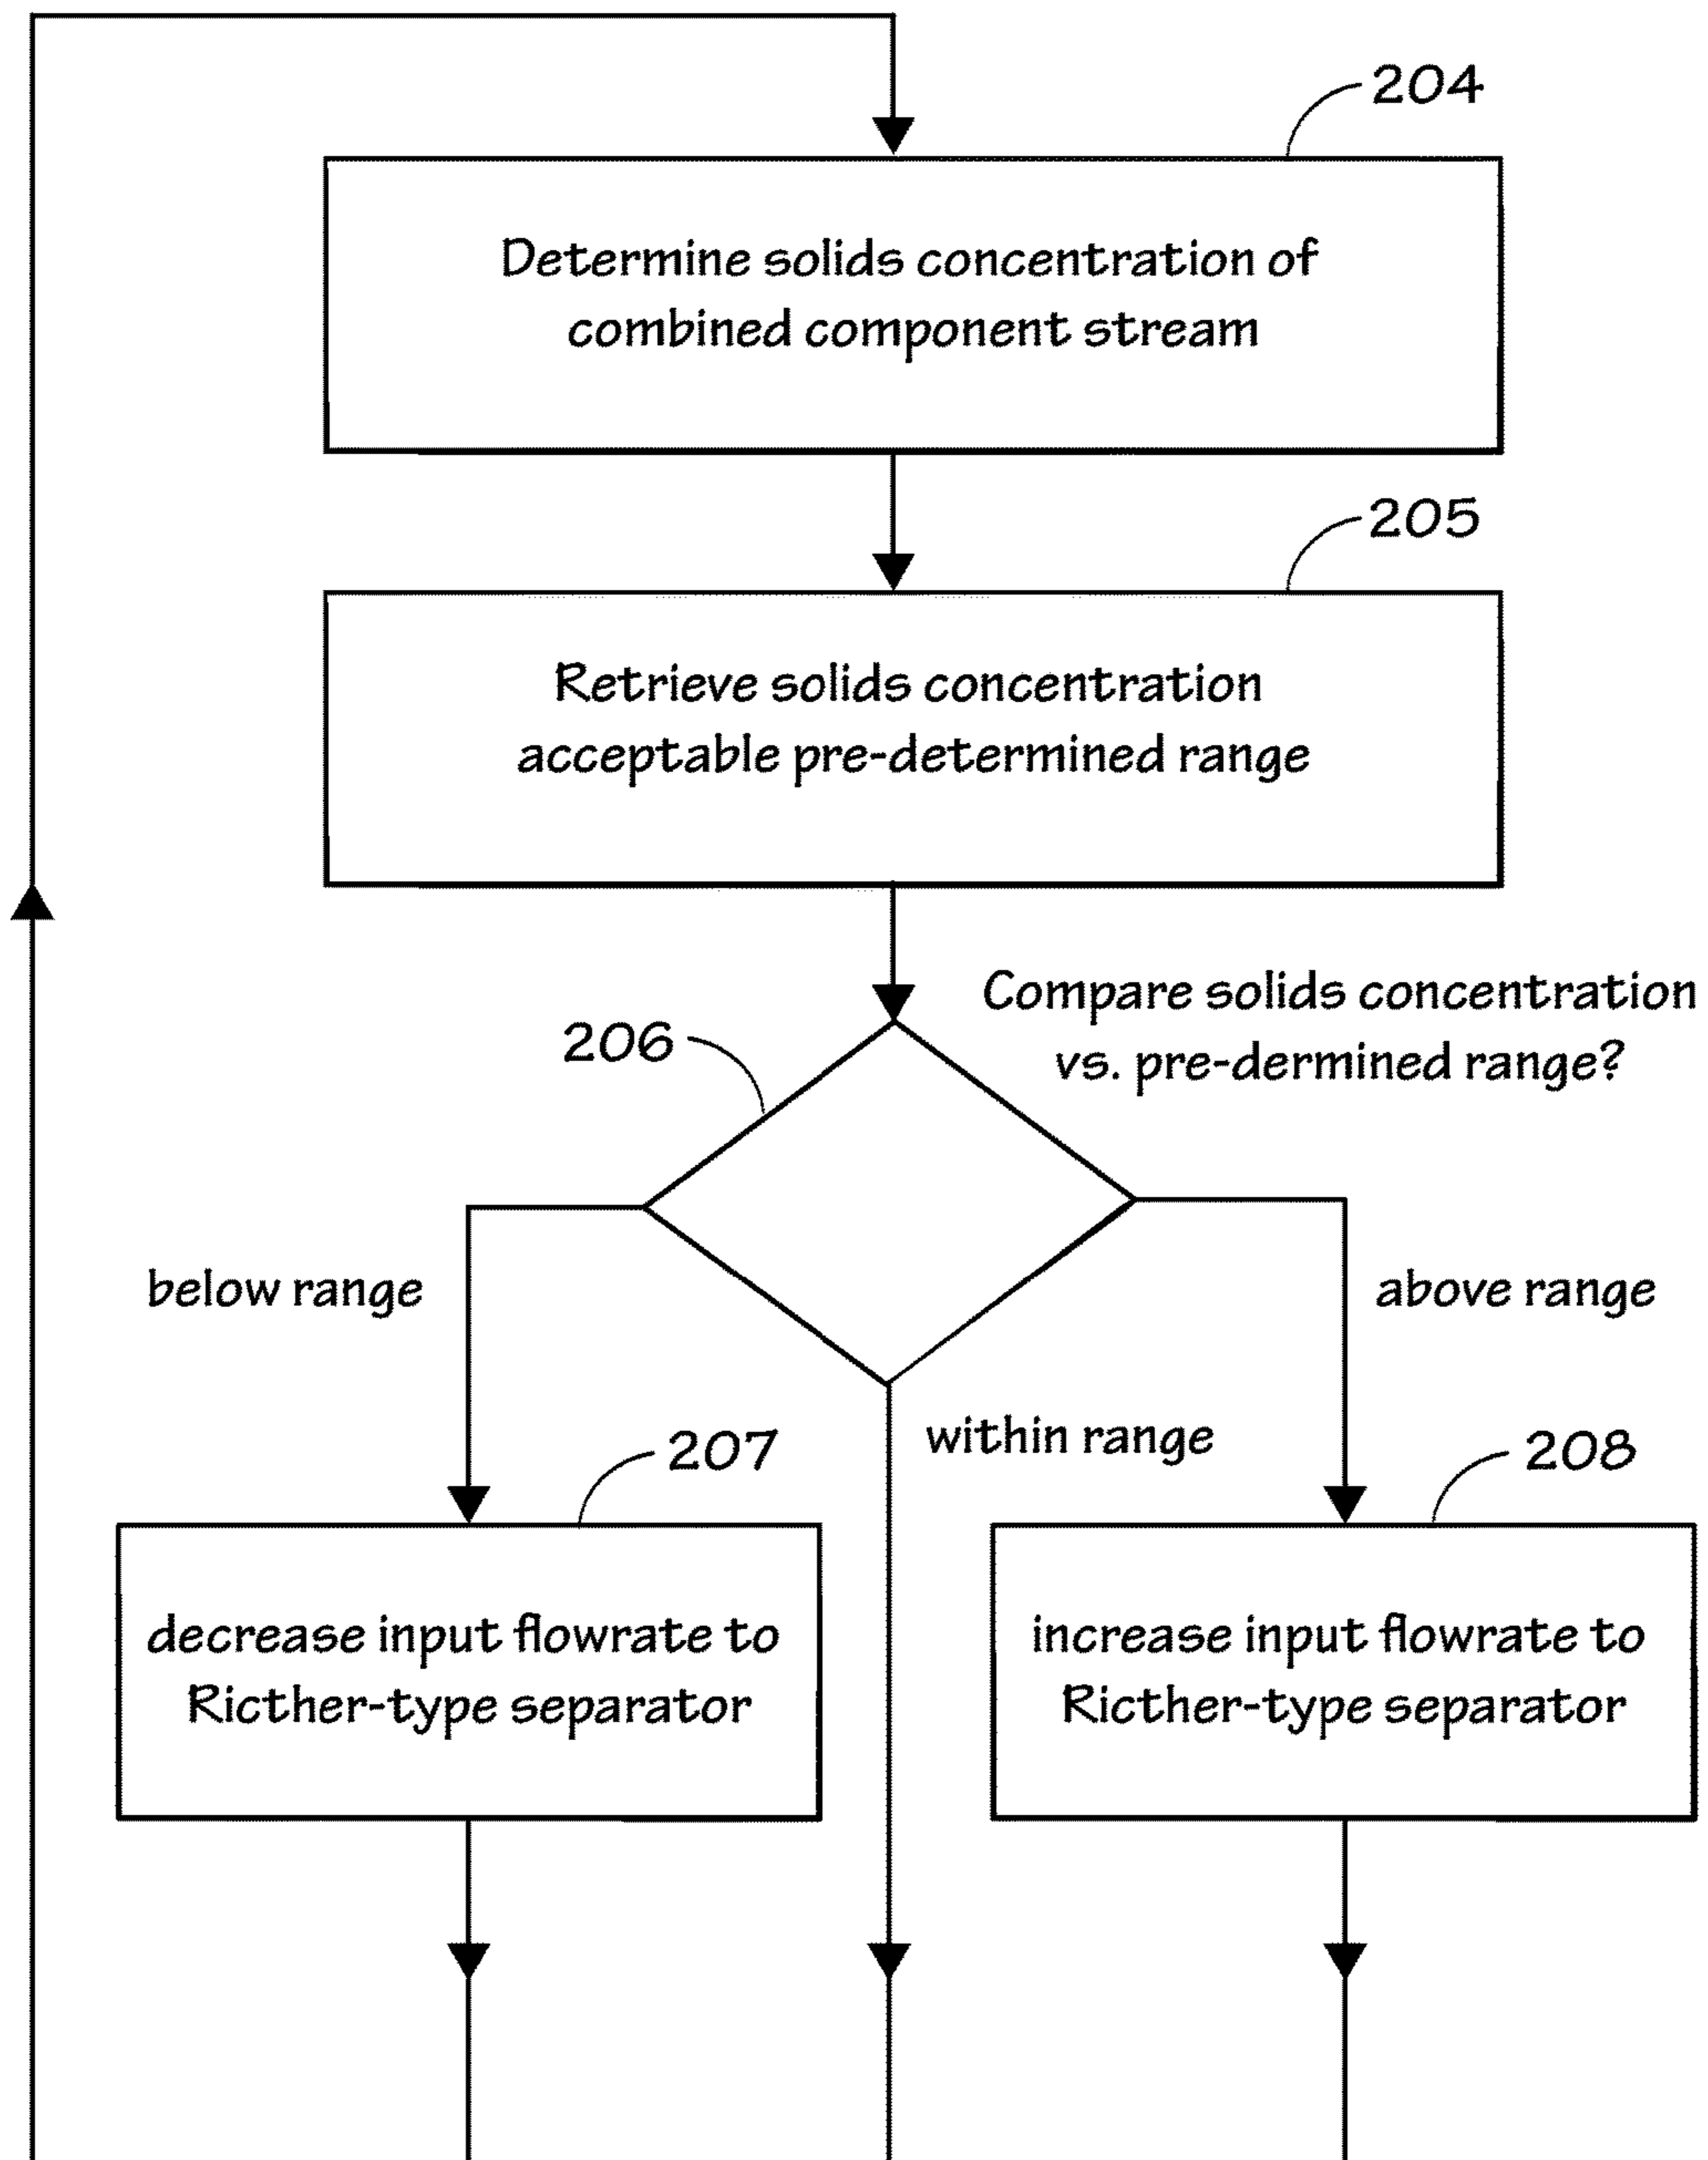 204
Determine solids concentration of
combined component stream
205
Retrieve solids concentration
acceptable pre-determined range
Compare solids concentration
vs. pre-dermined range?
206
below range
above range
within range
207
208
decrease input flowrate to
Ricther-type separator
increase input flowrate to
Ricther-type separator